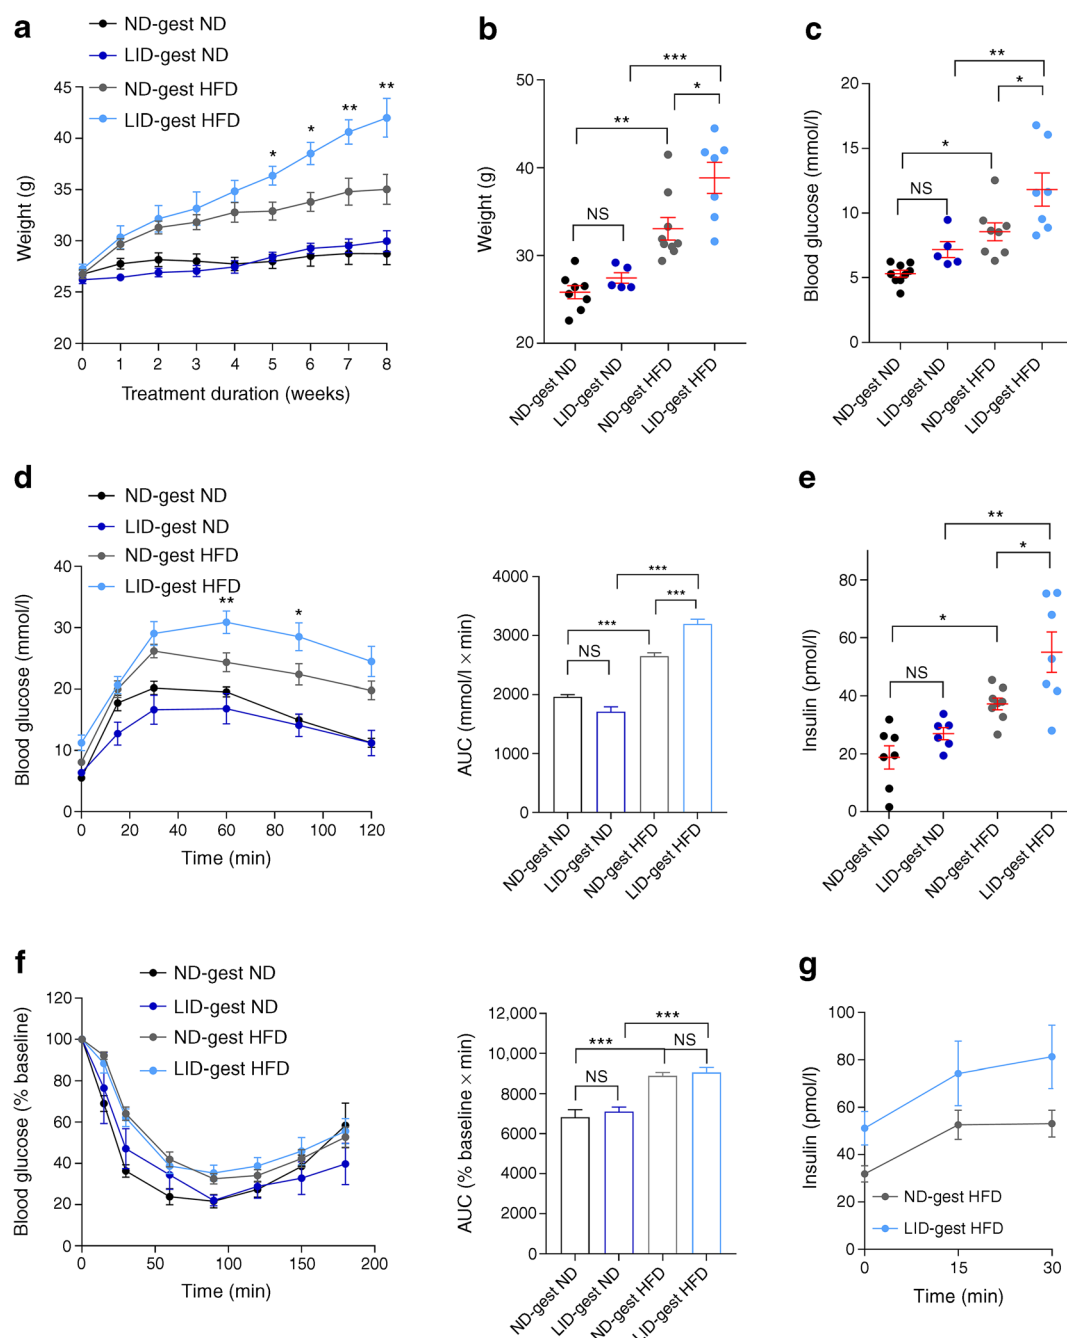 a
ND-gest ND
LID-gest ND
ND-gest HFD
LID-gest HFD
Weight (g)
45
40
35
30
25
20
* * ** **
0 1 2 3 4 5 6 7 8
Treatment duration (weeks)
b
Weight (g)
50
40
30
20
***
*
**
NS
ND-gest ND
LID-gest ND
ND-gest HFD
LID-gest HFD
c
Blood glucose (mmol/l)
20
15
10
5
0
**
*
*
NS
ND-gest ND
LID-gest ND
ND-gest HFD
LID-gest HFD
d
ND-gest ND
LID-gest ND
ND-gest HFD
LID-gest HFD
Blood glucose (mmol/l)
40
30
20
10
0
** *
0 20 40 60 80 100 120
Time (min)
AUC (mmol/l × min)
4000
3000
2000
1000
0
***
***
***
NS
ND-gest ND
LID-gest ND
ND-gest HFD
LID-gest HFD
e
Insulin (pmol/l)
80
60
40
20
0
**
*
*
NS
ND-gest ND
LID-gest ND
ND-gest HFD
LID-gest HFD
f
ND-gest ND
LID-gest ND
ND-gest HFD
LID-gest HFD
Blood glucose (% baseline)
120
100
80
60
40
20
0
0 50 100 150 200
Time (min)
AUC (% baseline × min)
12,000
10,000
8000
6000
4000
2000
0
***
***
NS
NS
ND-gest ND
LID-gest ND
ND-gest HFD
LID-gest HFD
g
Insulin (pmol/l)
100
80
60
40
20
0
ND-gest HFD
LID-gest HFD
0 15 30
Time (min)